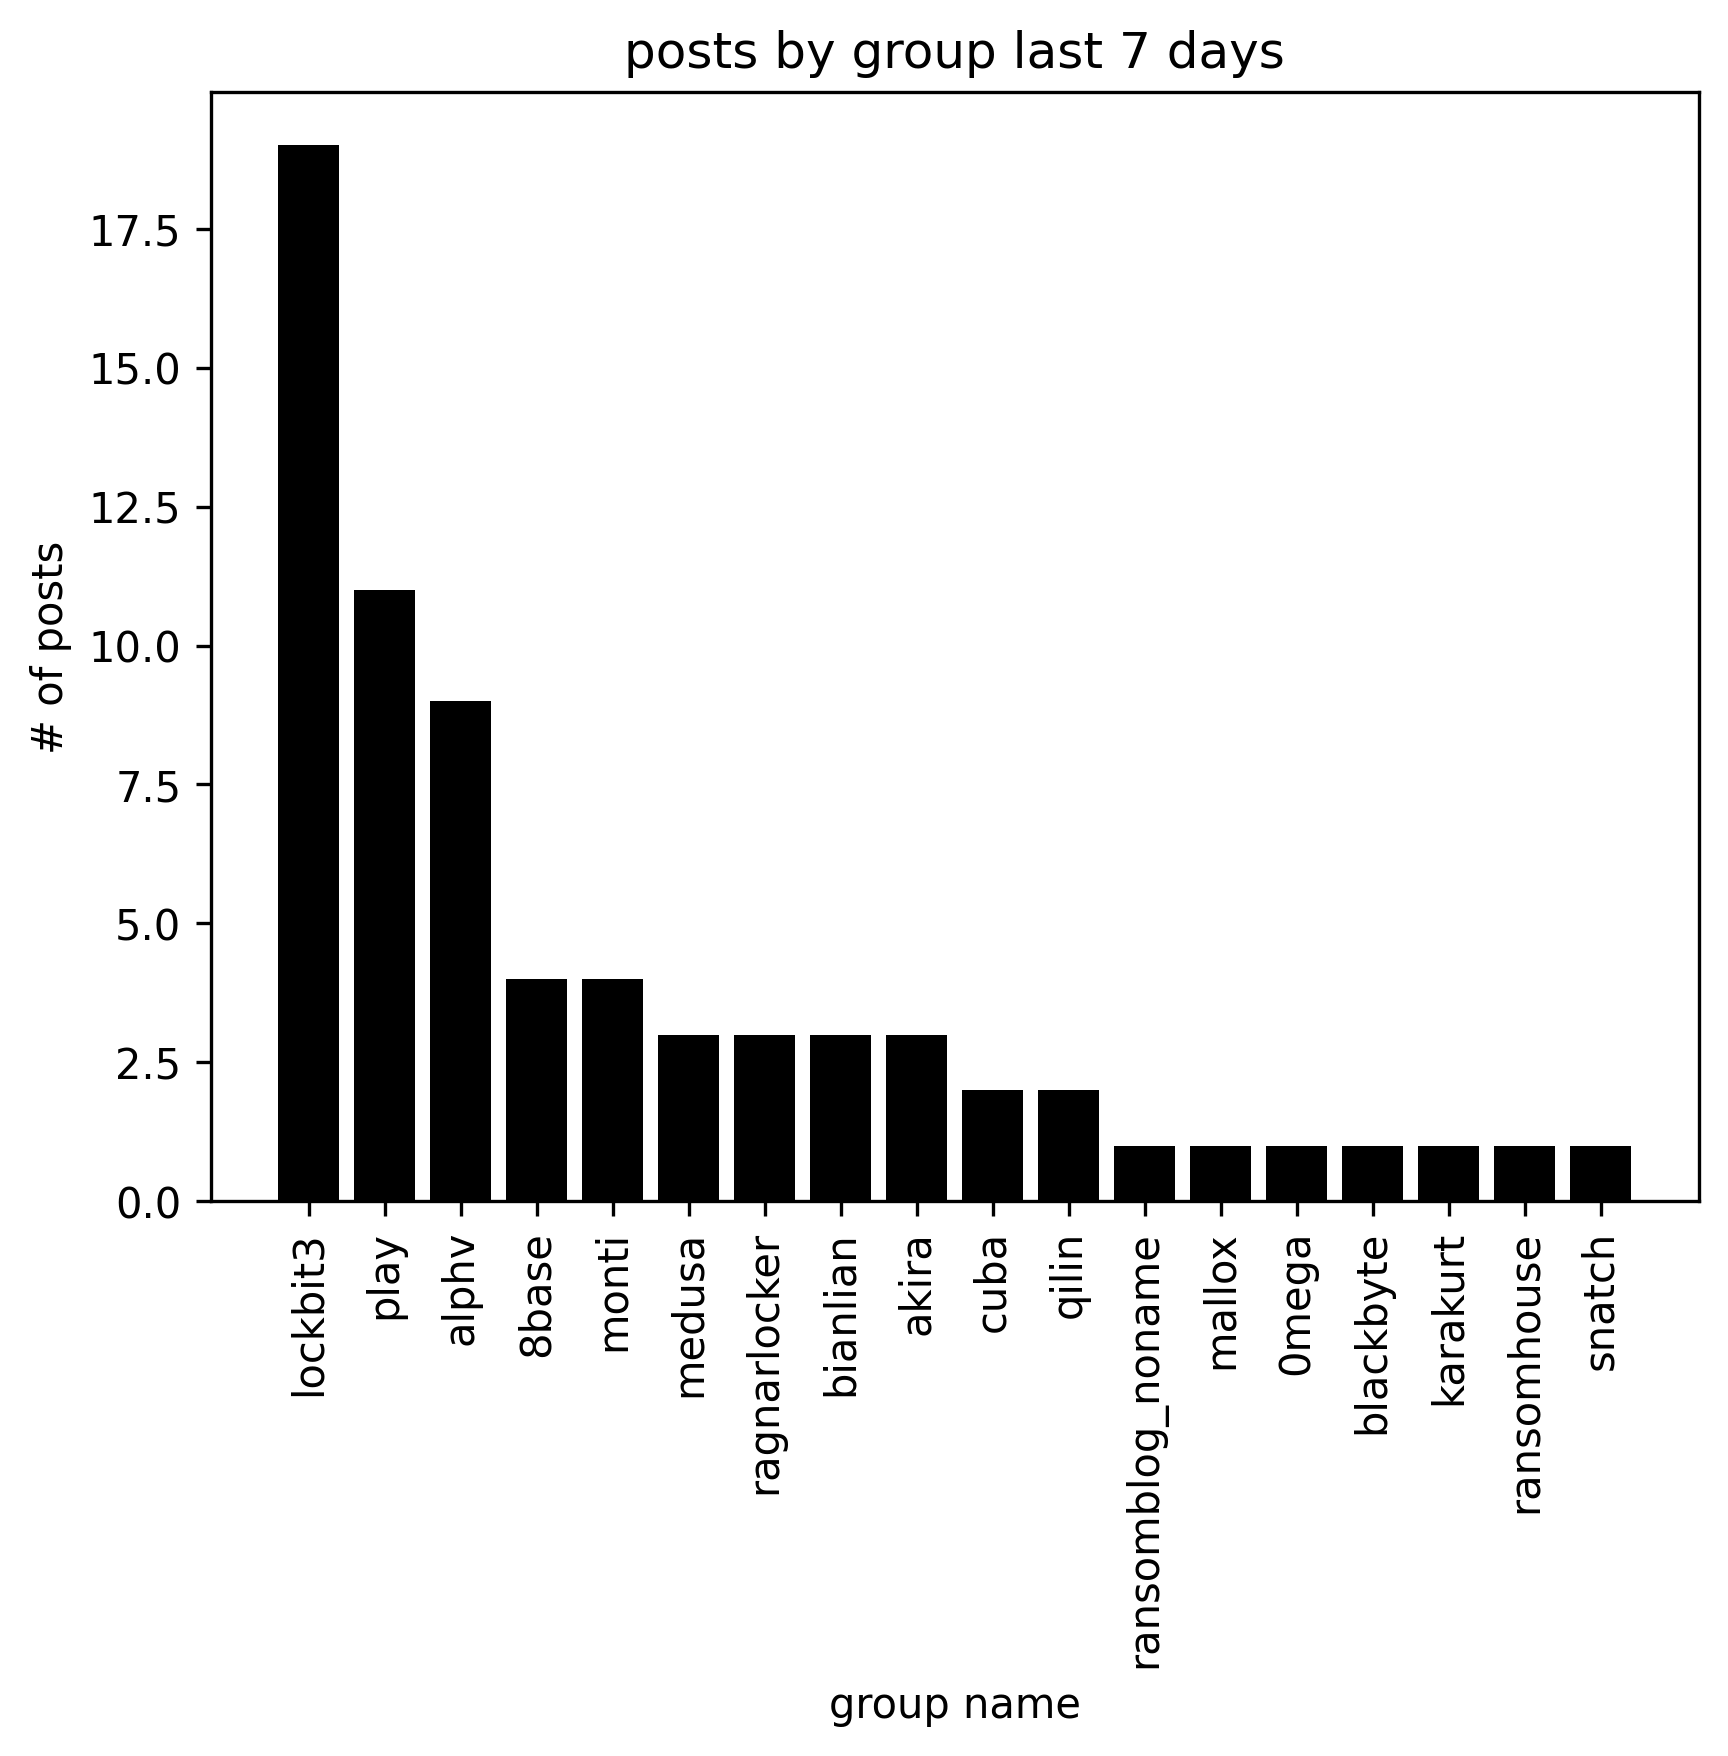 posts by group last 7 days
# of posts
17.5
15.0
12.5
10.0
7.5
5.0
2.5
0.0
lockbit3
play
alphv
8base
monti
medusa
ragnarlocker
bianlian
akira
cuba
qilin
ransomblog_noname
mallox
0mega
blackbyte
karakurt
ransomhouse
snatch
group name